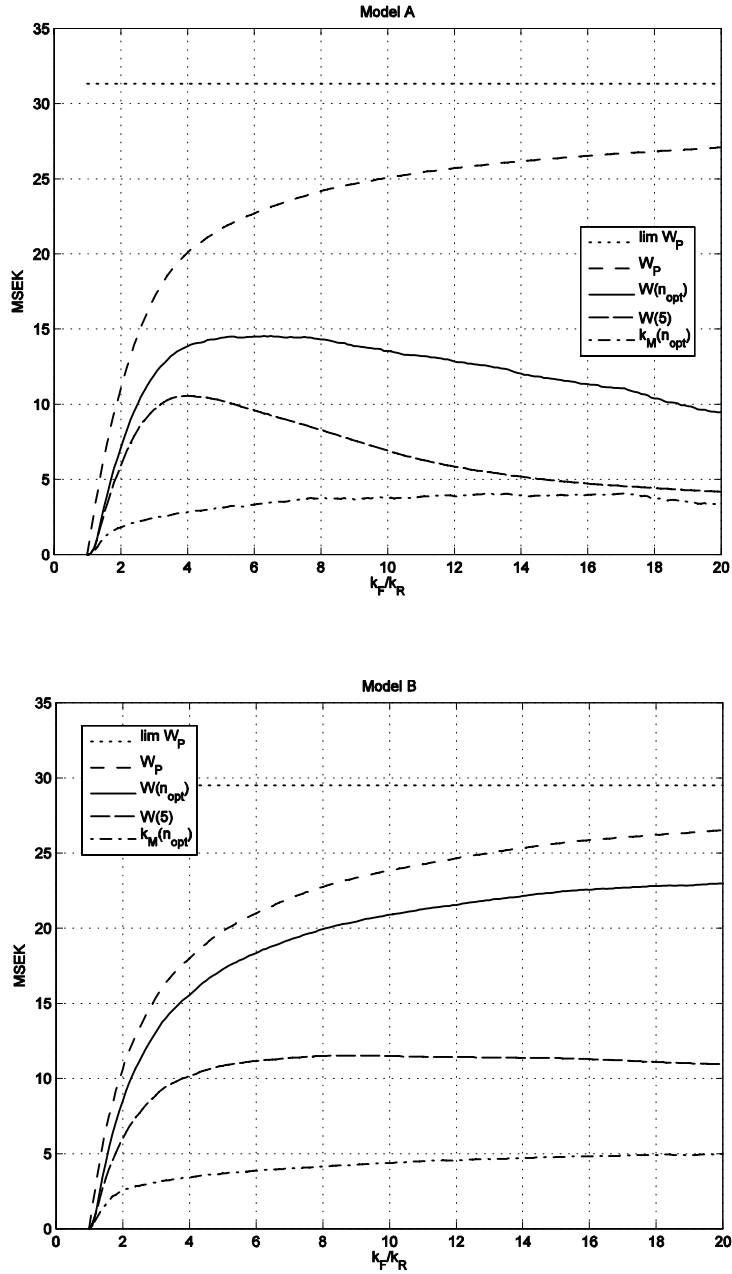 Model A
35
30
25
20
15
10
5
0
MSEK
lim W_P
W_P
W(n_opt)
W(5)
k_M(n_opt)
0 2 4 6 8 10 12 14 16 18 20
k_F/k_R
Model B
35
30
25
20
15
10
5
0
MSEK
lim W_P
W_P
W(n_opt)
W(5)
k_M(n_opt)
0 2 4 6 8 10 12 14 16 18 20
k_F/k_R